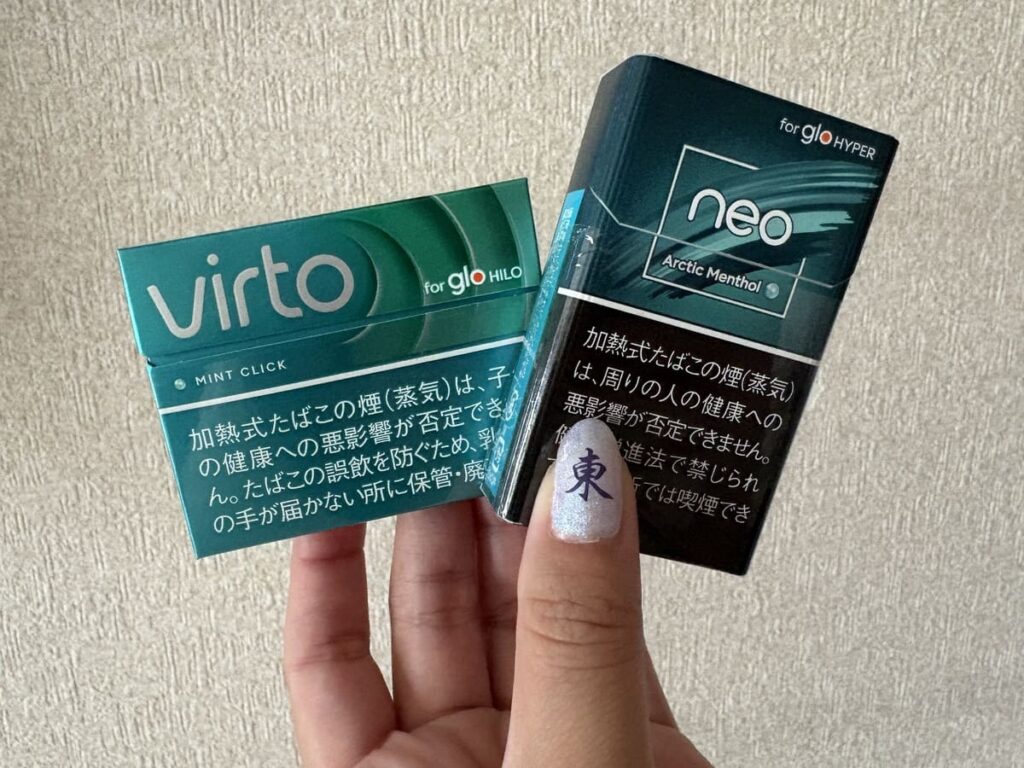 virto
for glo HILO
MINT CLICK
加熱式たばこの煙(蒸気)は、子
の健康への悪影響が否定でき
ん。たばこの誤飲を防ぐため、乳
の手が届かない所に保管・廃
for glo HYPER
neo
Arctic Menthol
加熱式たばこの煙(蒸気)
は、周りの人の健康への
悪影響が否定できません。
健 進法で禁じられ
所では喫煙でき
東